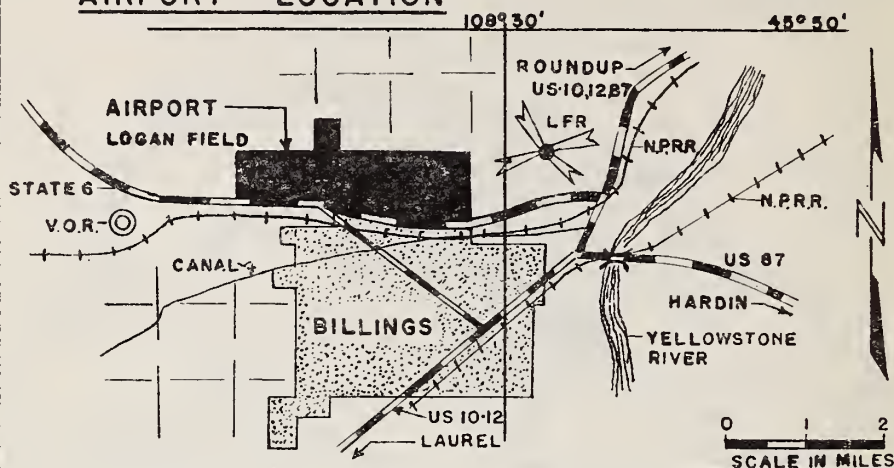 AIRPORT LOCATION
108°30'
45°50'
ROUNDUP
US-10,12,87
AIRPORT
LOGAN FIELD
LFR
N.P.R.R.
STATE 6
V.O.R.
N.P.R.R.
CANAL
US 87
HARDIN
BILLINGS
YELLOWSTONE
RIVER
US 10-12
LAUREL
N
0 1 2
SCALE IN MILES